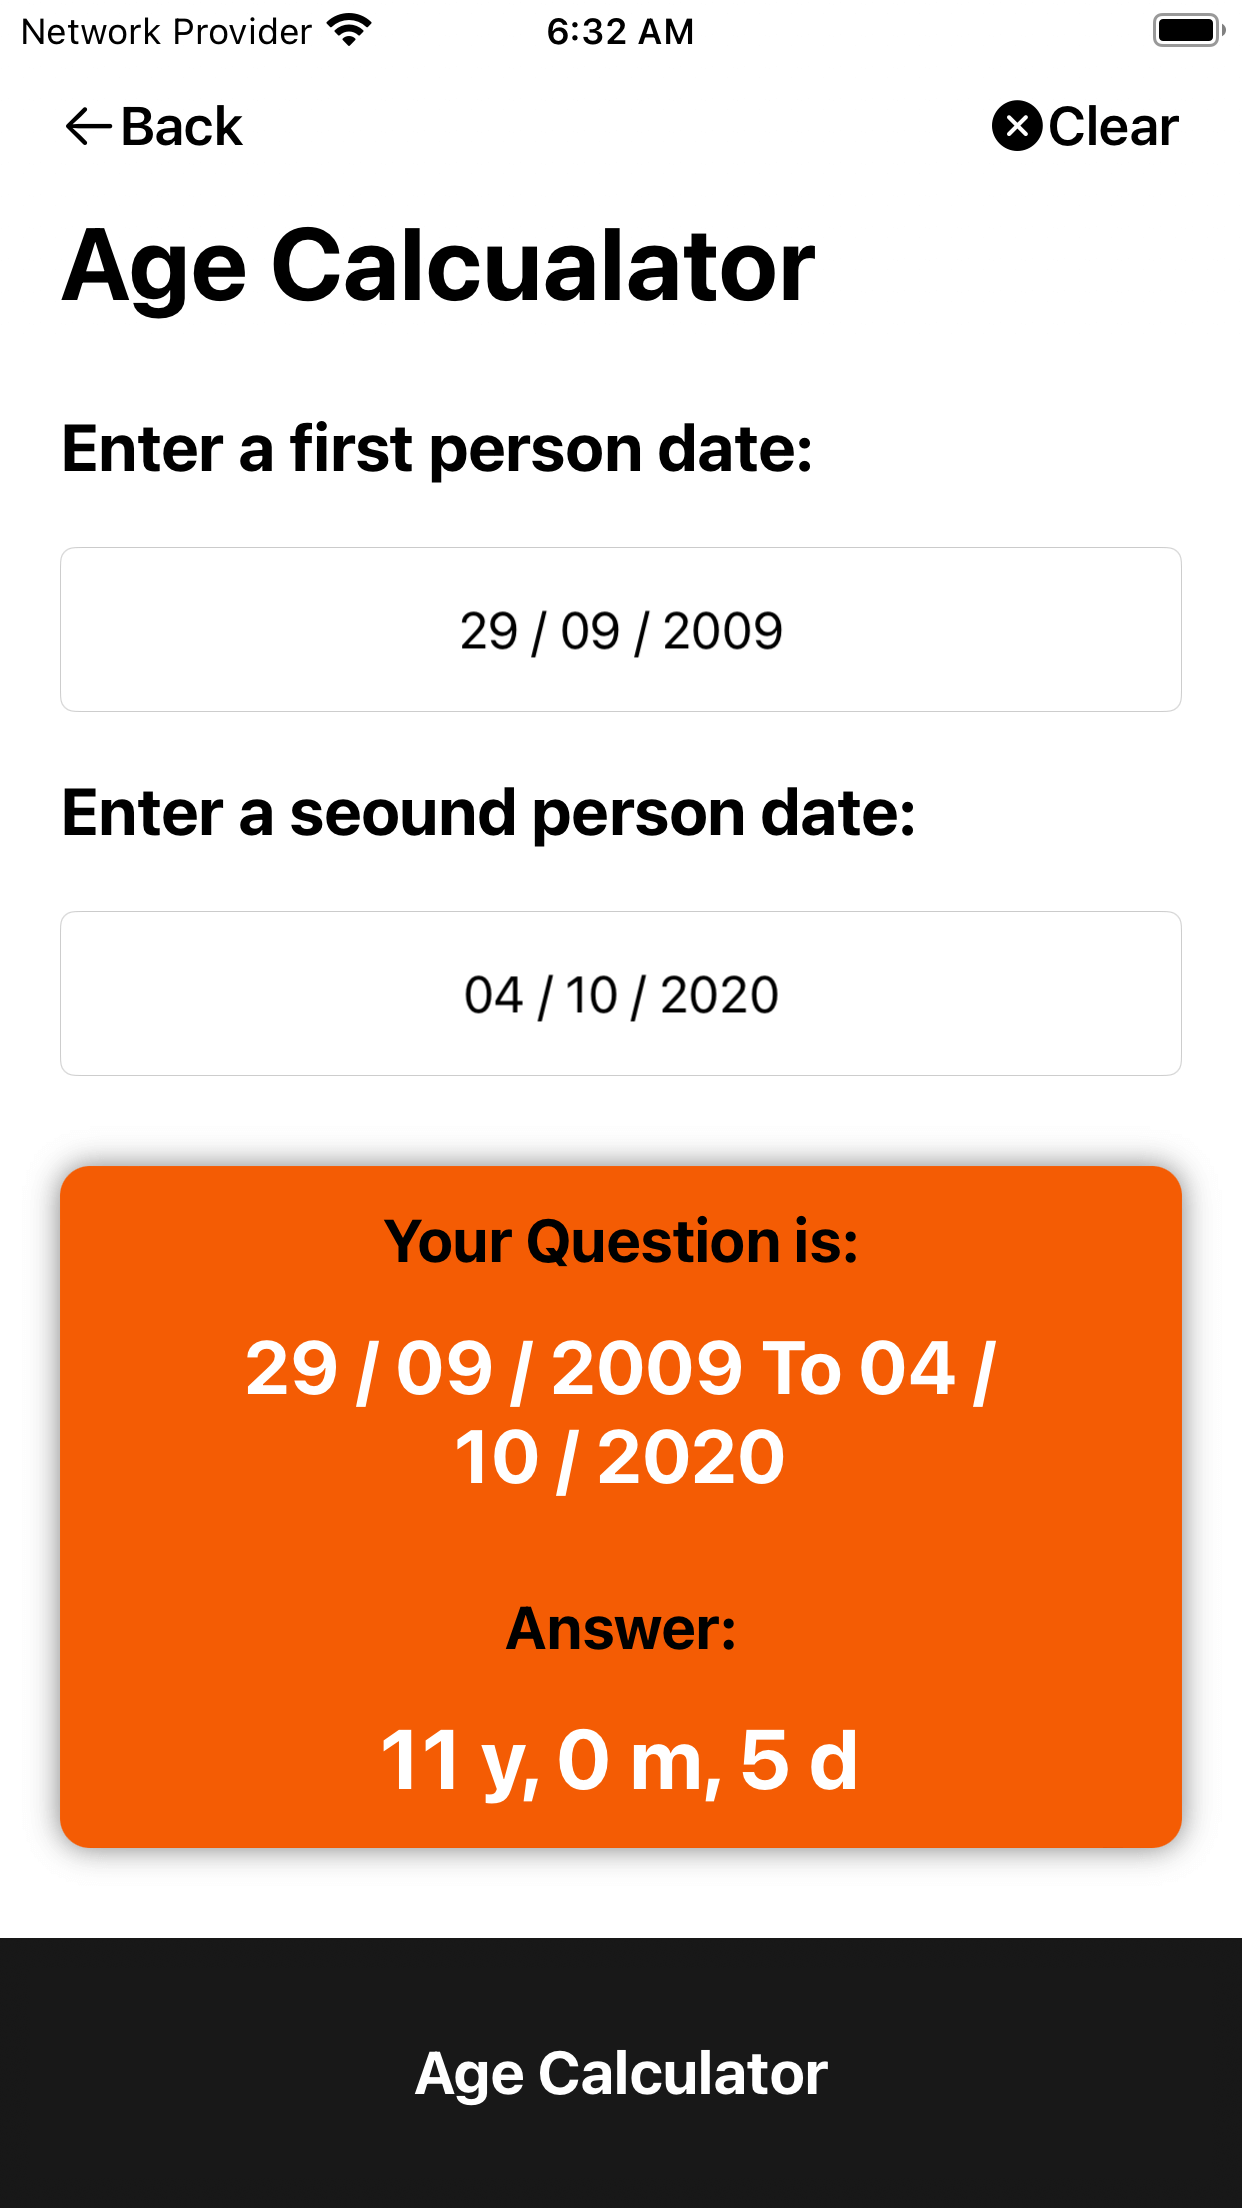 Network Provider 6:32 AM
Back Clear
Age Calcualator
Enter a first person date:
29 / 09 / 2009
Enter a seound person date:
04 / 10 / 2020
Your Question is:
29 / 09 / 2009 To 04 /
10 / 2020
Answer:
11 y, 0 m, 5 d
Age Calculator